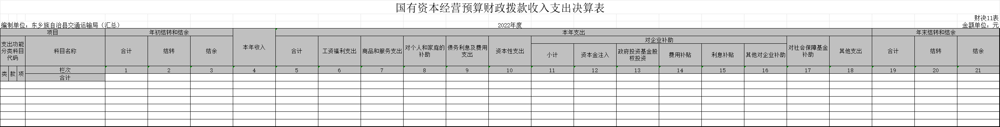 国有资本经营预算财政拨款收入支出决算表
财决11表
编制单位：东乡族自治县交通运输局（汇总） 2022年度 金额单位：元
项目 年初结转和结余 本年收入 本年支出 年末结转和结余
支出功能分类科目代码 科目名称 合计 结转 结余 合计 工资福利支出 商品和服务支出 对个人和家庭的补助 债务利息及费用支出 资本性支出 对企业补助 对社会保障基金补助 其他支出 合计 结转 结余
小计 资本金注入 政府投资基金股权投资 费用补贴 利息补贴 其他对企业补助
类 款 项 栏次 1 2 3 4 5 6 7 8 9 10 11 12 13 14 15 16 17 18 19 20 21
合计